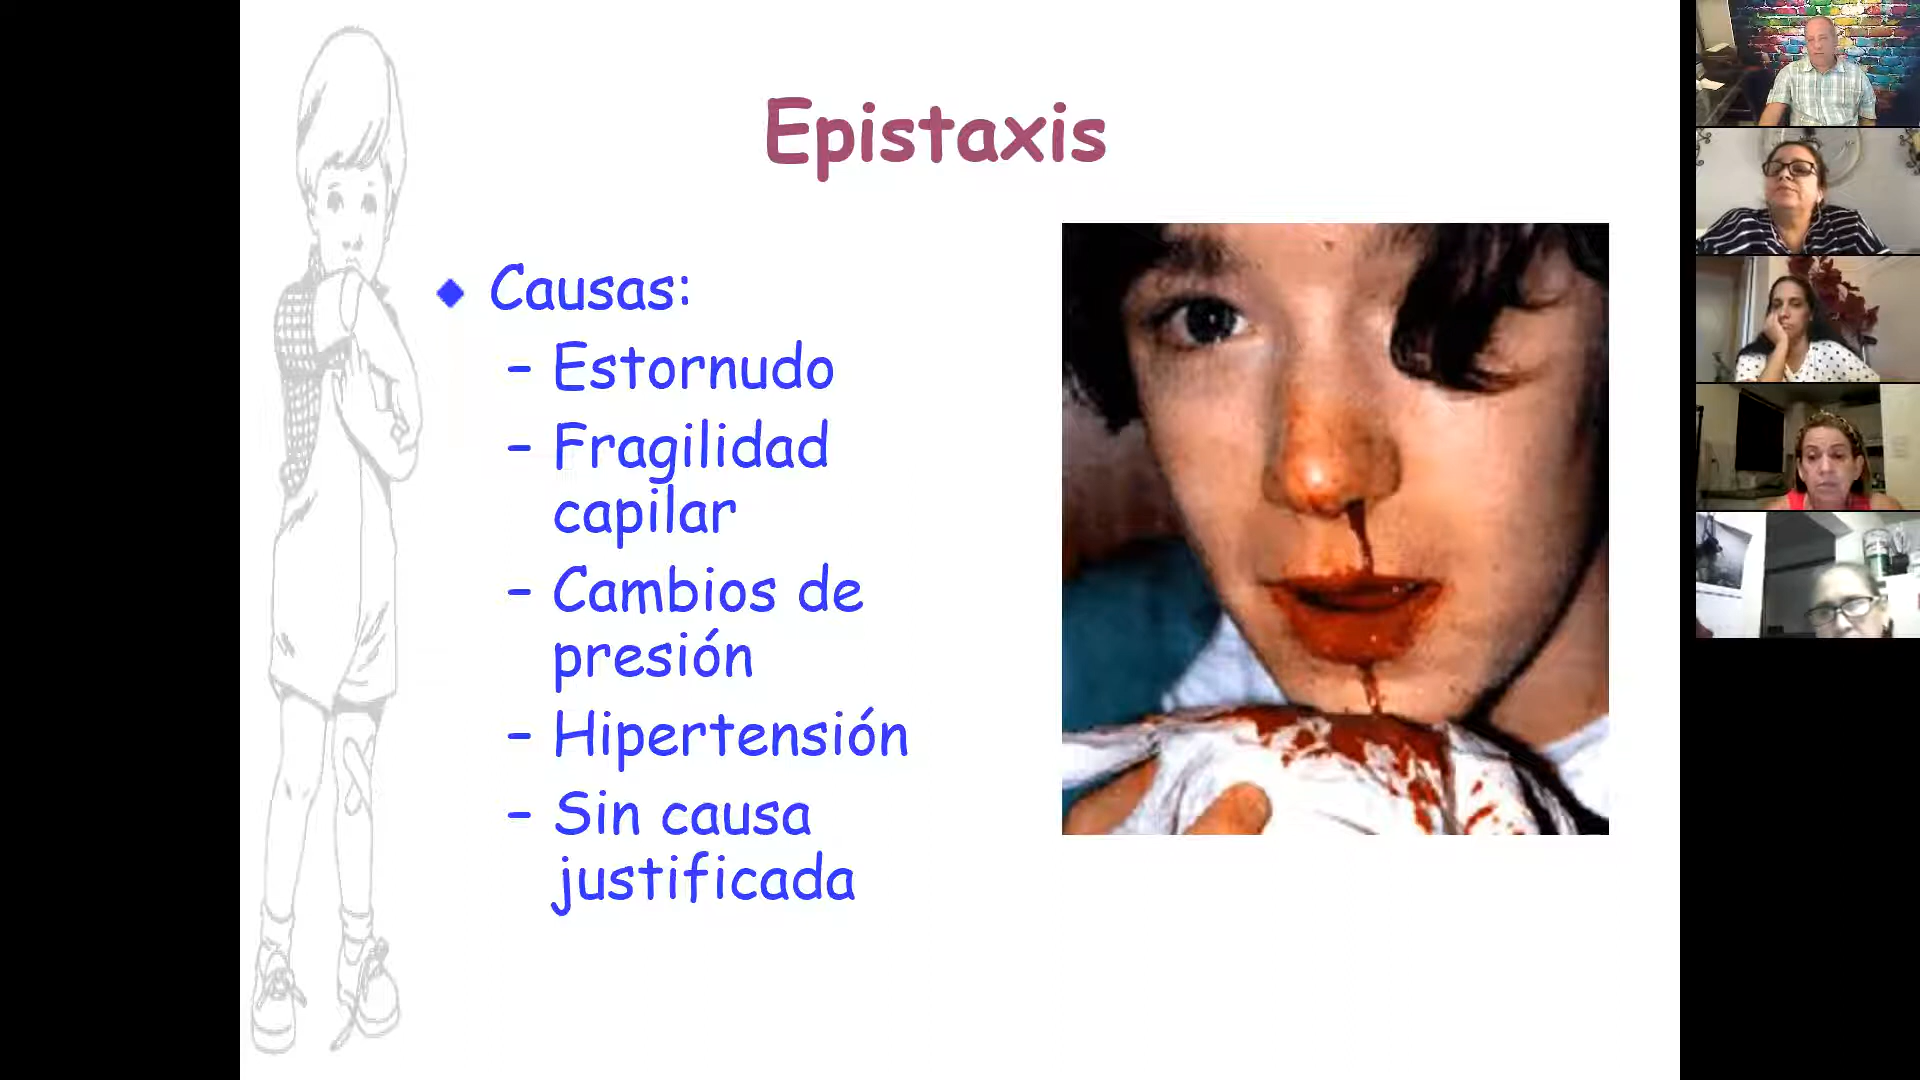 Epistaxis
Causas:
– Estornudo
– Fragilidad
capilar
– Cambios de
presión
– Hipertensión
– Sin causa
justificada